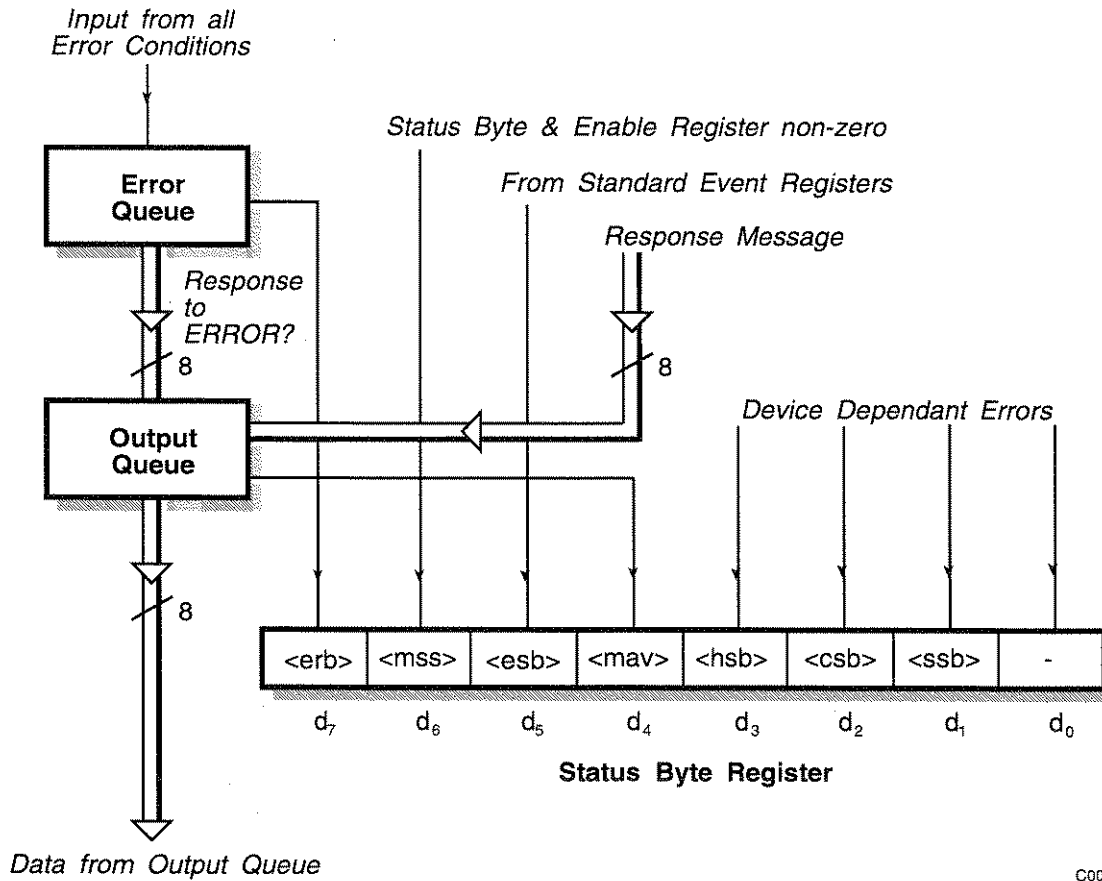 Input from all
Error Conditions
Status Byte & Enable Register non-zero
From Standard Event Registers
Error
Queue
Response Message
Response
to
ERROR?
8
8
Device Dependant Errors
Output
Queue
8
<erb> <mss> <esb> <mav> <hsb> <csb> <ssb> -
d₇ d₆ d₅ d₄ d₃ d₂ d₁ d₀
Status Byte Register
Data from Output Queue